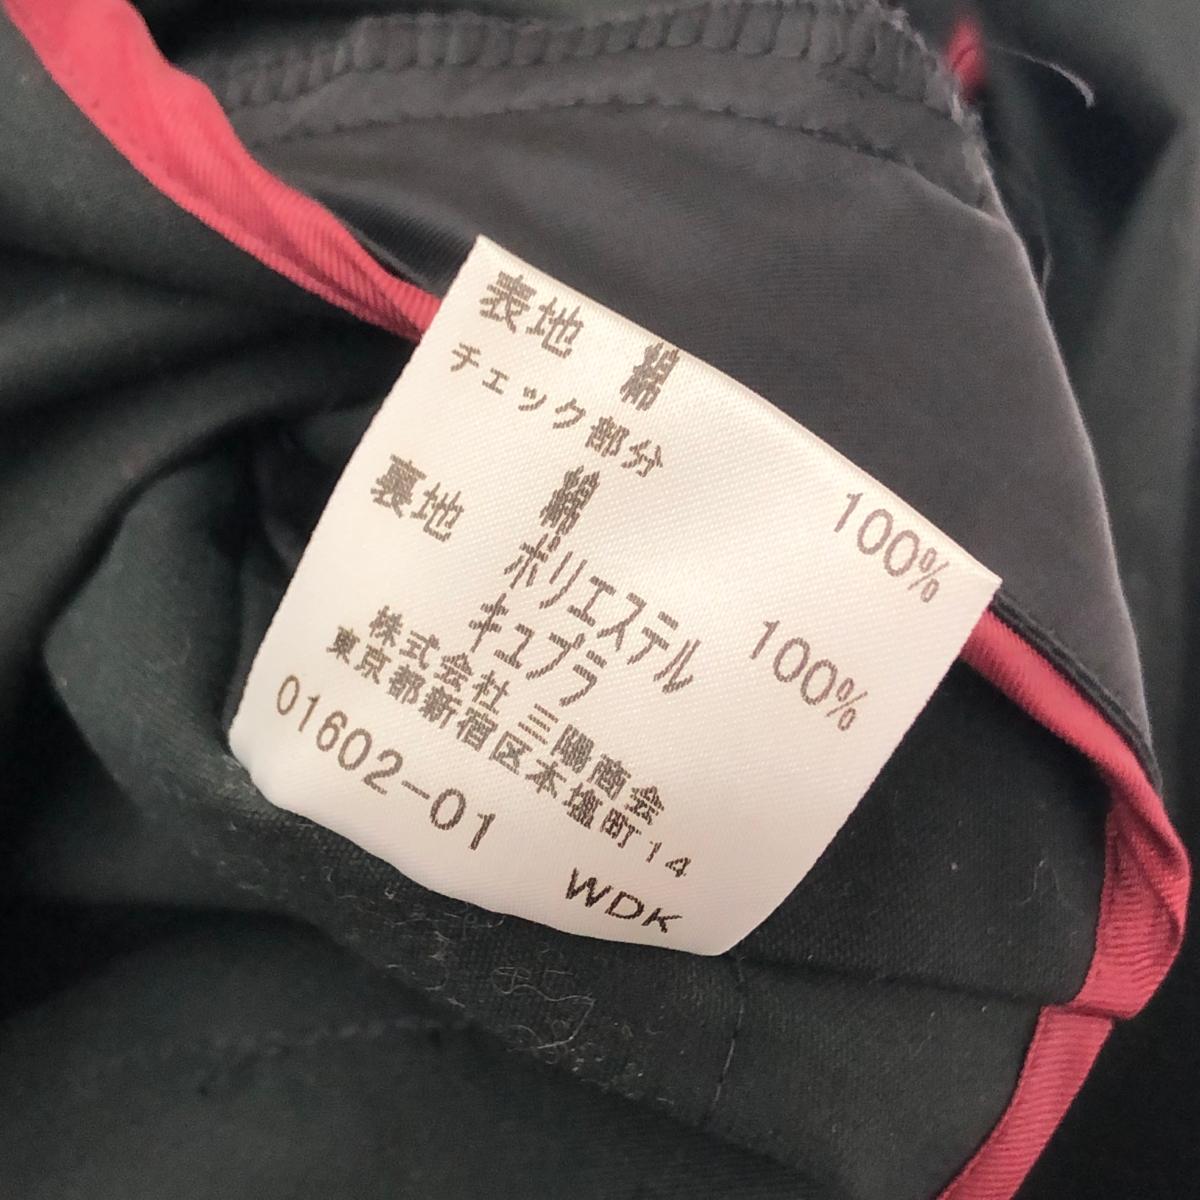 表地 綿 100%
チェック部分
綿 100%
裏地 ポリエステル
キュプラ
株式会社 三陽商会
東京都新宿区本塩町14
01602-01
WDK